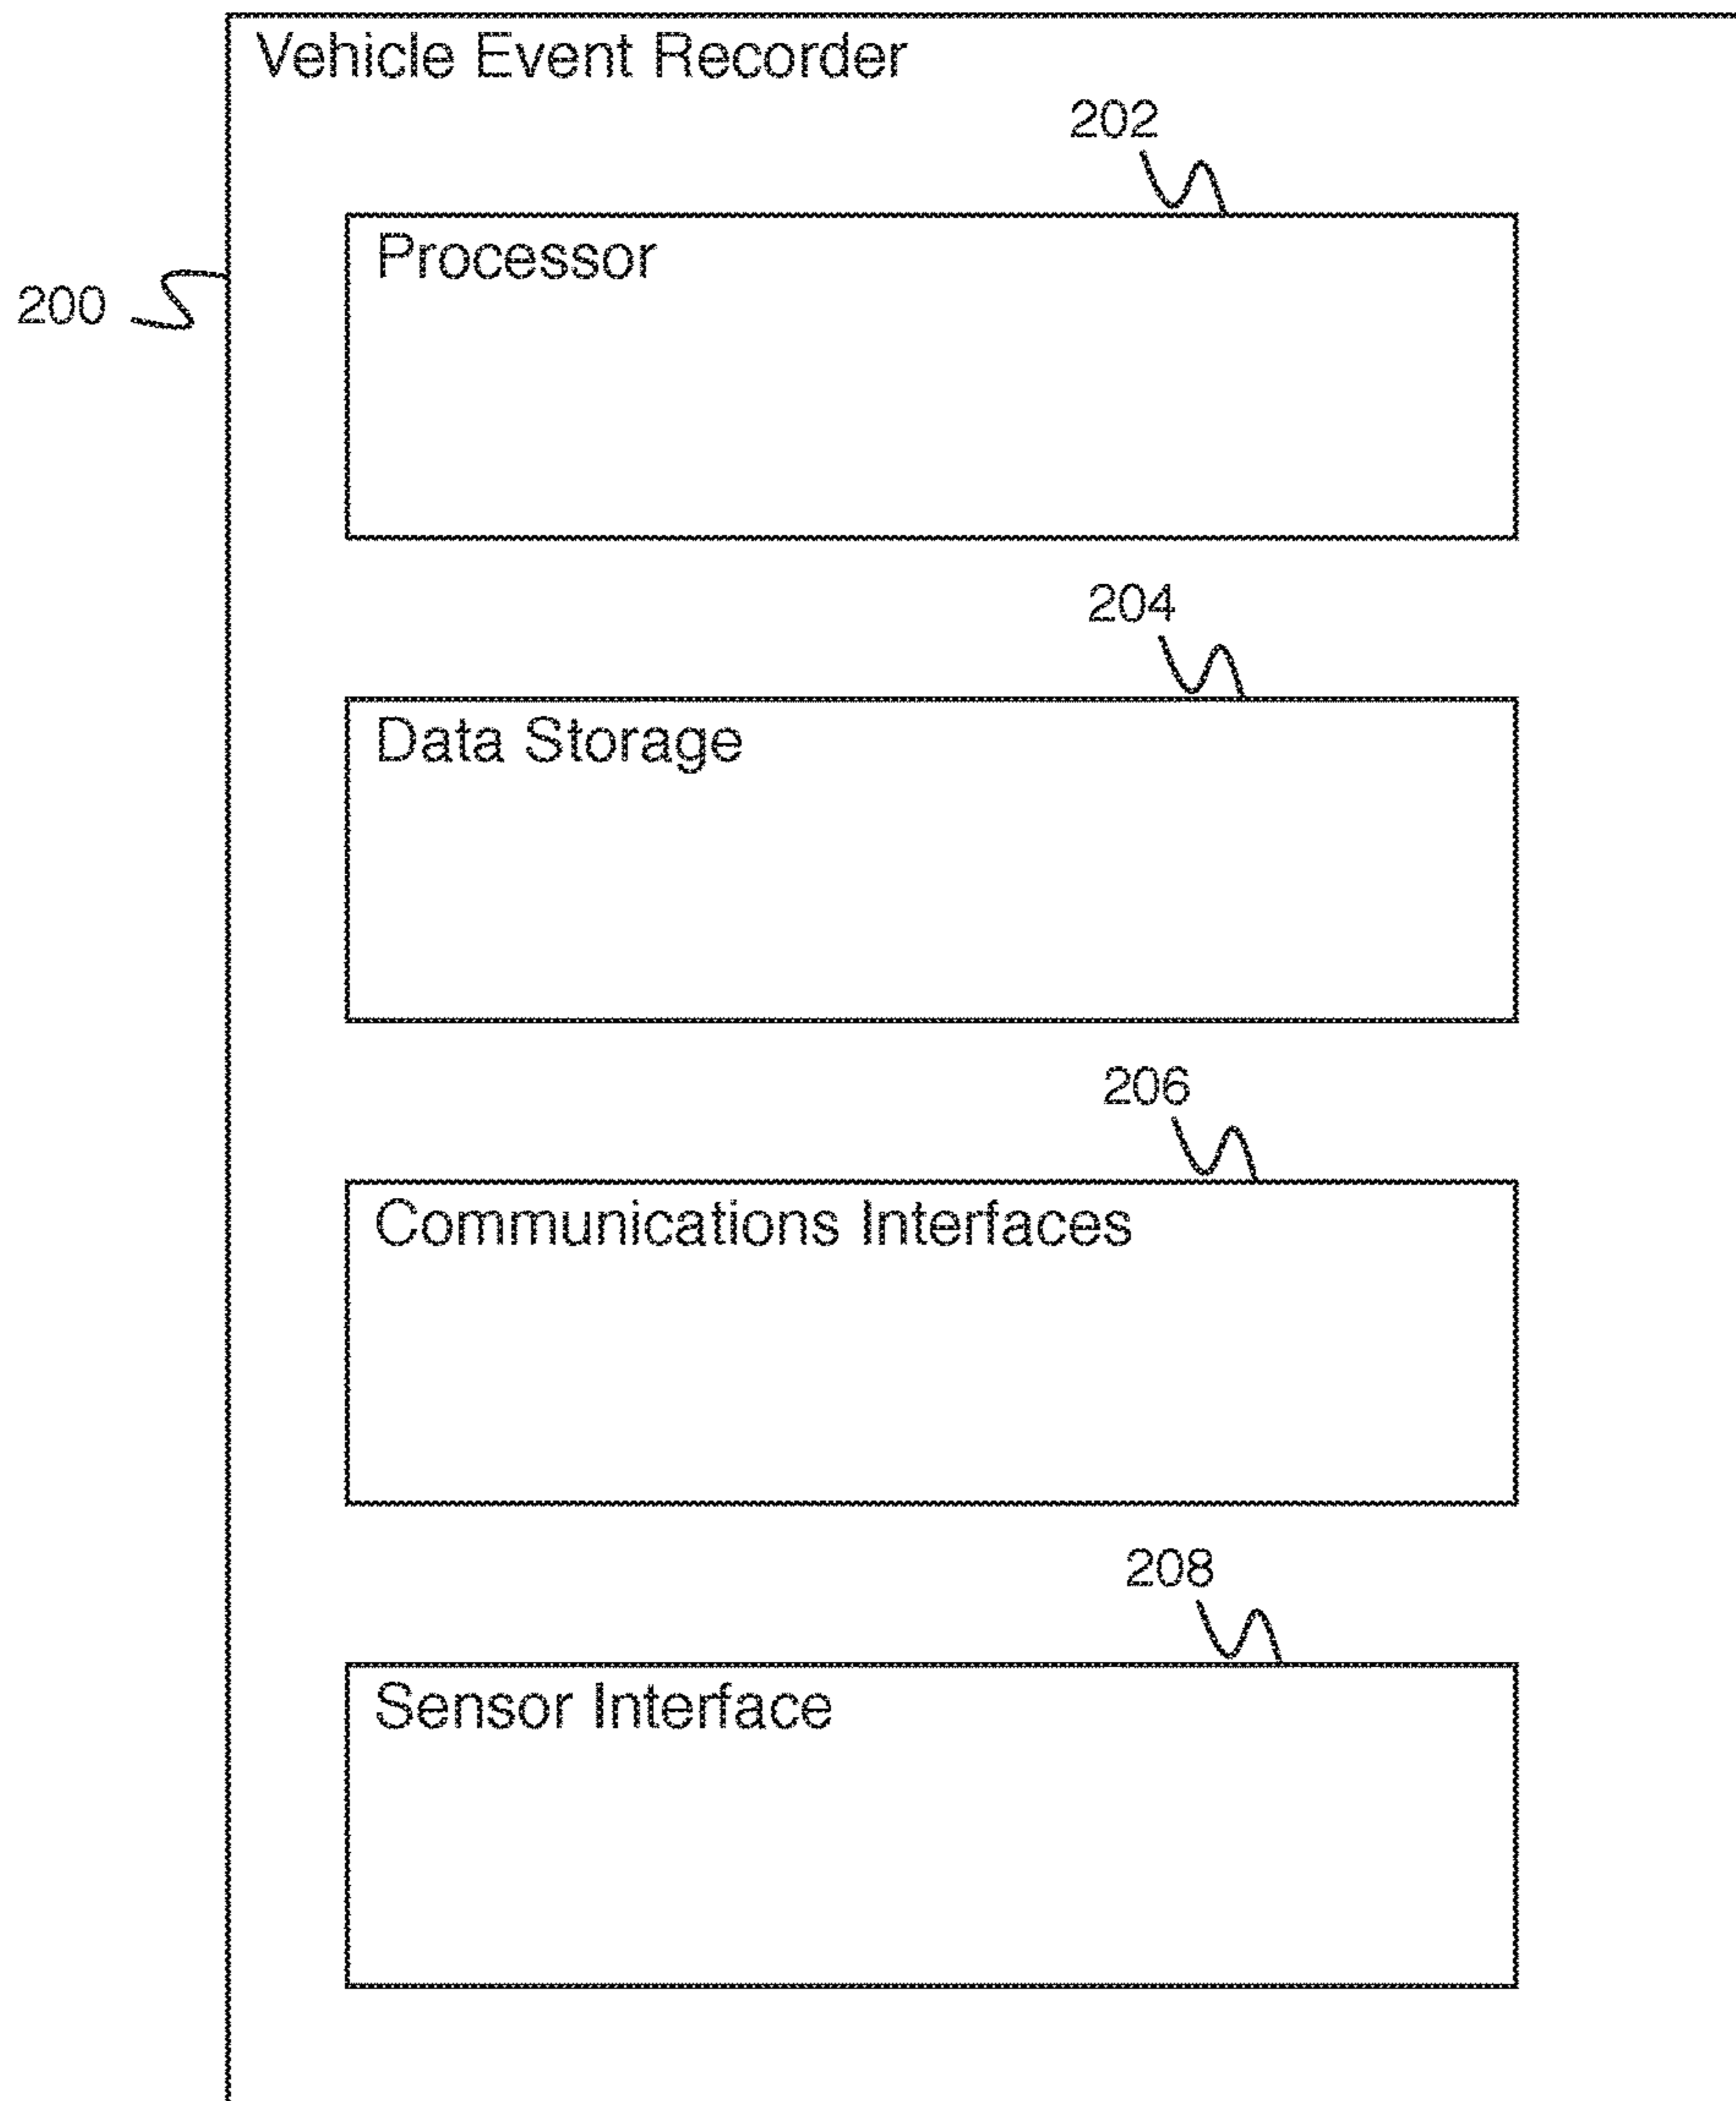 Vehicle Event Recorder
202
Processor
200
204
Data Storage
206
Communications Interfaces
208
Sensor Interface